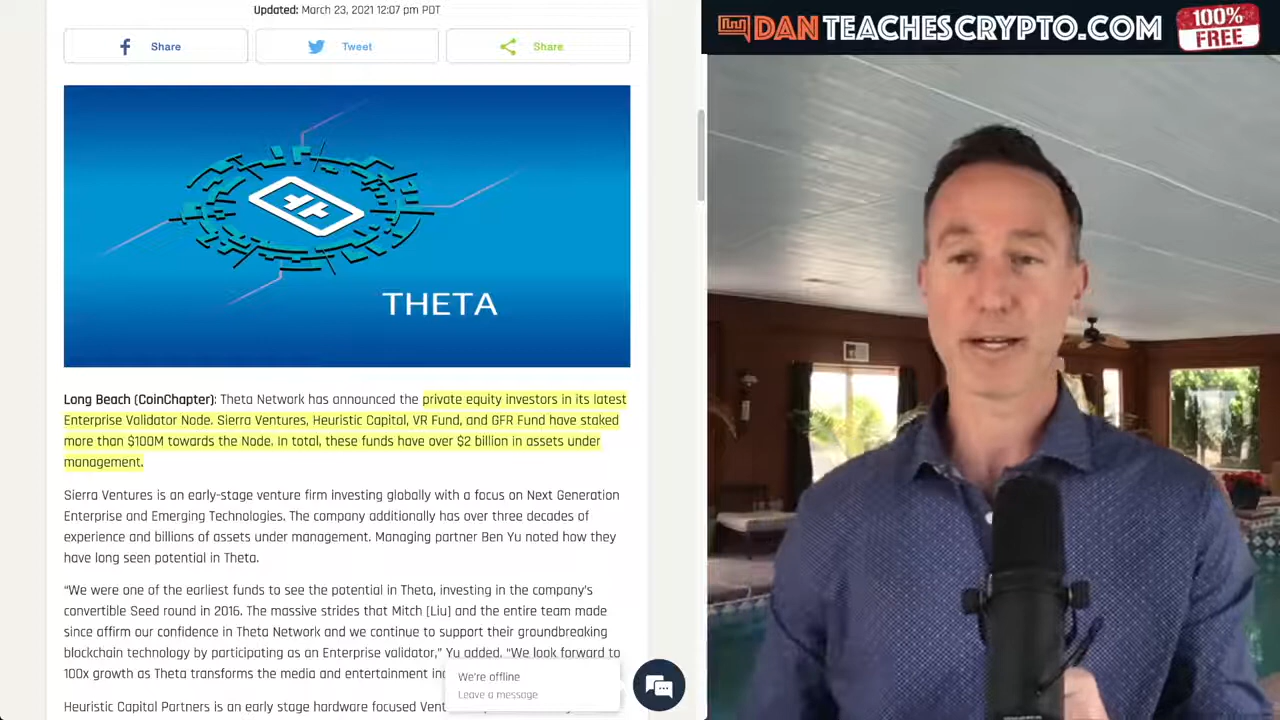 Updated: March 23, 2021 12:07 pm PDT
Share
Tweet
Share
DANTEACHESCRYPTO.COM
100%
FREE
THETA
Long Beach (CoinChapter): Theta Network has announced the private equity investors in its latest
Enterprise Validator Node. Sierra Ventures, Heuristic Capital, VR Fund, and GFR Fund have staked
more than $100M towards the Node. In total, these funds have over $2 billion in assets under
management.
Sierra Ventures is an early-stage venture firm investing globally with a focus on Next Generation
Enterprise and Emerging Technologies. The company additionally has over three decades of
experience and billions of assets under management. Managing partner Ben Yu noted how they
have long seen potential in Theta.
“We were one of the earliest funds to see the potential in Theta, investing in the company’s
convertible Seed round in 2016. The massive strides that Mitch [Liu] and the entire team made
since affirm our confidence in Theta Network and we continue to support their groundbreaking
blockchain technology by participating as an Enterprise validator,” Yu added. “We look forward to
100x growth as Theta transforms the media and entertainment
We're offline
Leave a message
Heuristic Capital Partners is an early stage hardware focused